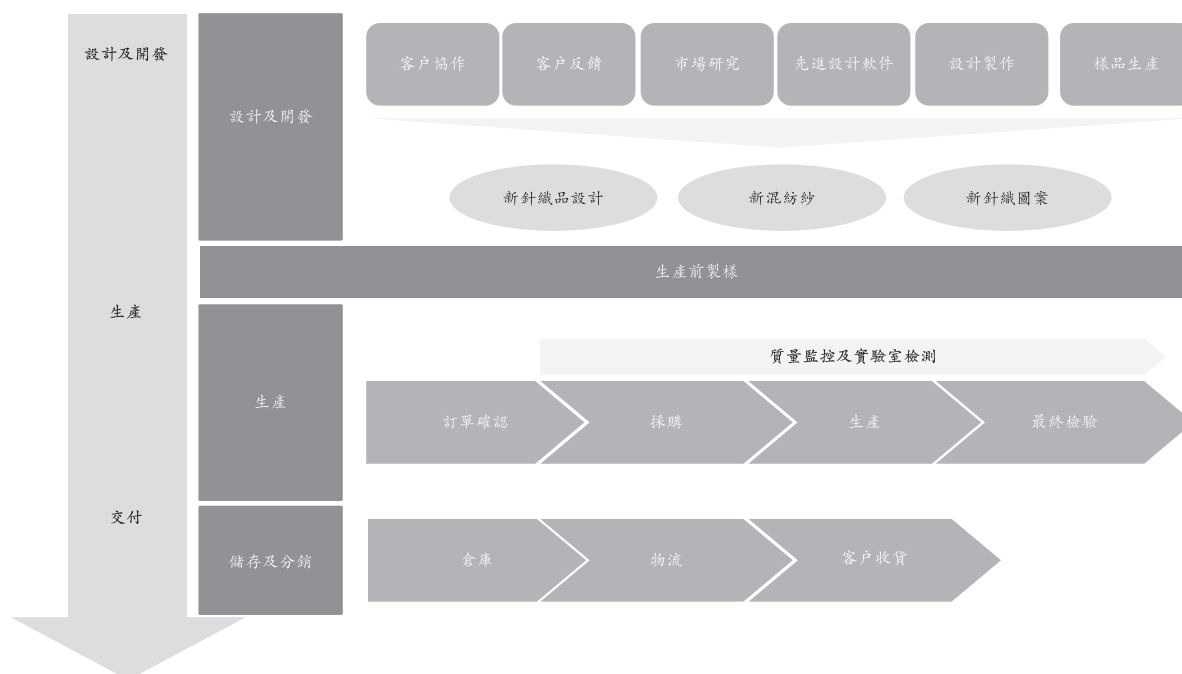 設計及開發
設計及開發
客户協作
客户反饋
市場研究
先進設計軟件
設計製作
樣品生產
新針織品設計
新混紡紗
新針織圖案
生產前製樣
生產
生產
質量監控及實驗室檢測
訂單確認
採購
生產
最終檢驗
交付
儲存及分銷
倉庫
物流
客户收貨